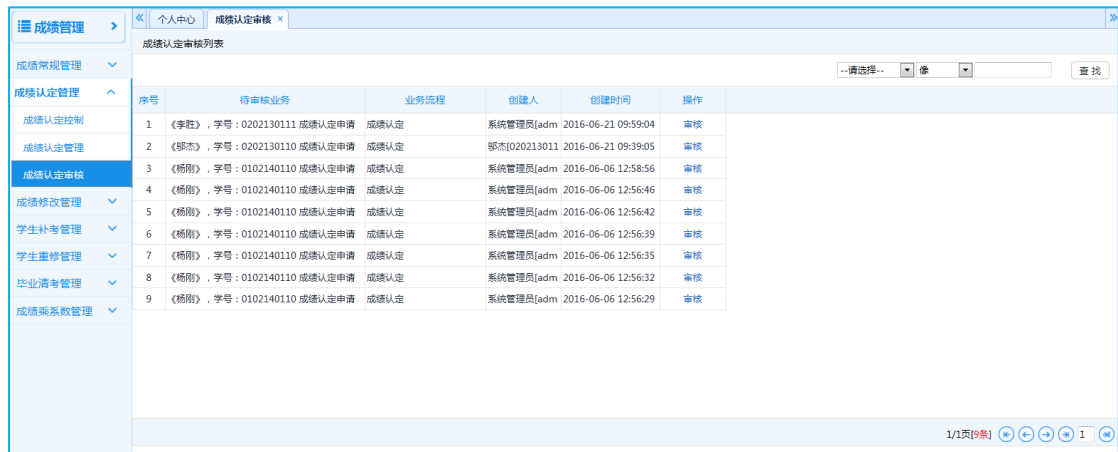 成绩管理
个人中心 成绩认定审核 ×
成绩认定审核列表
--请选择-- 像 查 找
成绩常规管理
成绩认定管理
成绩认定控制
成绩认定管理
成绩认定审核
成绩修改管理
学生补考管理
学生重修管理
毕业清考管理
成绩乘系数管理
序号 待审核业务 业务流程 创建人 创建时间 操作
1 《李胜》，学号：0202130111 成绩认定申请 成绩认定 系统管理员[adm 2016-06-21 09:59:04 审核
2 《邬杰》，学号：0202130110 成绩认定申请 成绩认定 邬杰[020213011 2016-06-21 09:39:05 审核
3 《杨刚》，学号：0102140110 成绩认定申请 成绩认定 系统管理员[adm 2016-06-06 12:58:56 审核
4 《杨刚》，学号：0102140110 成绩认定申请 成绩认定 系统管理员[adm 2016-06-06 12:56:46 审核
5 《杨刚》，学号：0102140110 成绩认定申请 成绩认定 系统管理员[adm 2016-06-06 12:56:42 审核
6 《杨刚》，学号：0102140110 成绩认定申请 成绩认定 系统管理员[adm 2016-06-06 12:56:39 审核
7 《杨刚》，学号：0102140110 成绩认定申请 成绩认定 系统管理员[adm 2016-06-06 12:56:35 审核
8 《杨刚》，学号：0102140110 成绩认定申请 成绩认定 系统管理员[adm 2016-06-06 12:56:32 审核
9 《杨刚》，学号：0102140110 成绩认定申请 成绩认定 系统管理员[adm 2016-06-06 12:56:29 审核
1/1页[9条] 1